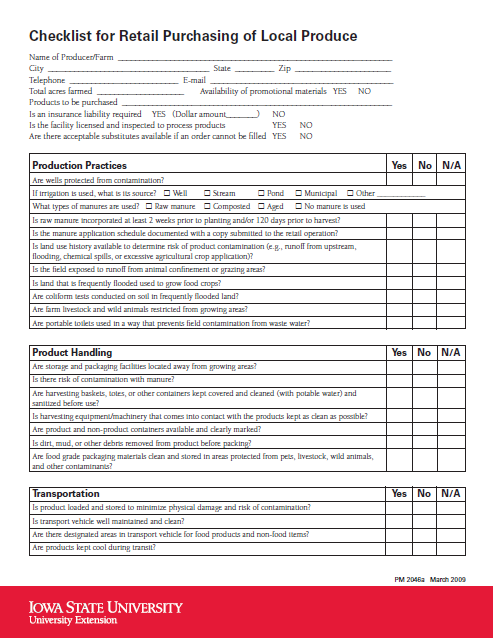 Checklist for Retail Purchasing of Local Produce
Name of Producer/Farm
City State Zip
Telephone E-mail
Total acres farmed Availability of promotional materials YES NO
Products to be purchased
Is an insurance liability required YES (Dollar amount ) NO
Is the facility licensed and inspected to process products YES NO
Are there acceptable substitutes available if an order cannot be filled YES NO
Production Practices Yes No N/A
Are wells protected from contamination?
If irrigation is used, what is its source? ☐ Well ☐ Stream ☐ Pond ☐ Municipal ☐ Other
What types of manures are used? ☐ Raw manure ☐ Composted ☐ Aged ☐ No manure is used
Is raw manure incorporated at least 2 weeks prior to planting and/or 120 days prior to harvest?
Is the manure application schedule documented with a copy submitted to the retail operation?
Is land use history available to determine risk of product contamination (e.g., runoff from upstream,
flooding, chemical spills, or excessive agricultural crop application)?
Is the field exposed to runoff from animal confinement or grazing areas?
Is land that is frequently flooded used to grow food crops?
Are coliform tests conducted on soil in frequently flooded land?
Are farm livestock and wild animals restricted from growing areas?
Are portable toilets used in a way that prevents field contamination from waste water?
Product Handling Yes No N/A
Are storage and packaging facilities located away from growing areas?
Is there risk of contamination with manure?
Are harvesting baskets, totes, or other containers kept covered and cleaned (with potable water) and
sanitized before use?
Is harvesting equipment/machinery that comes into contact with the products kept as clean as possible?
Are product and non-product containers available and clearly marked?
Is dirt, mud, or other debris removed from product before packing?
Are food grade packaging materials clean and stored in areas protected from pets, livestock, wild animals,
and other contaminants?
Transportation Yes No N/A
Is product loaded and stored to minimize physical damage and risk of contamination?
Is transport vehicle well maintained and clean?
Are there designated areas in transport vehicle for food products and non-food items?
Are products kept cool during transit?
PM 2046a March 2009
IOWA STATE UNIVERSITY
University Extension